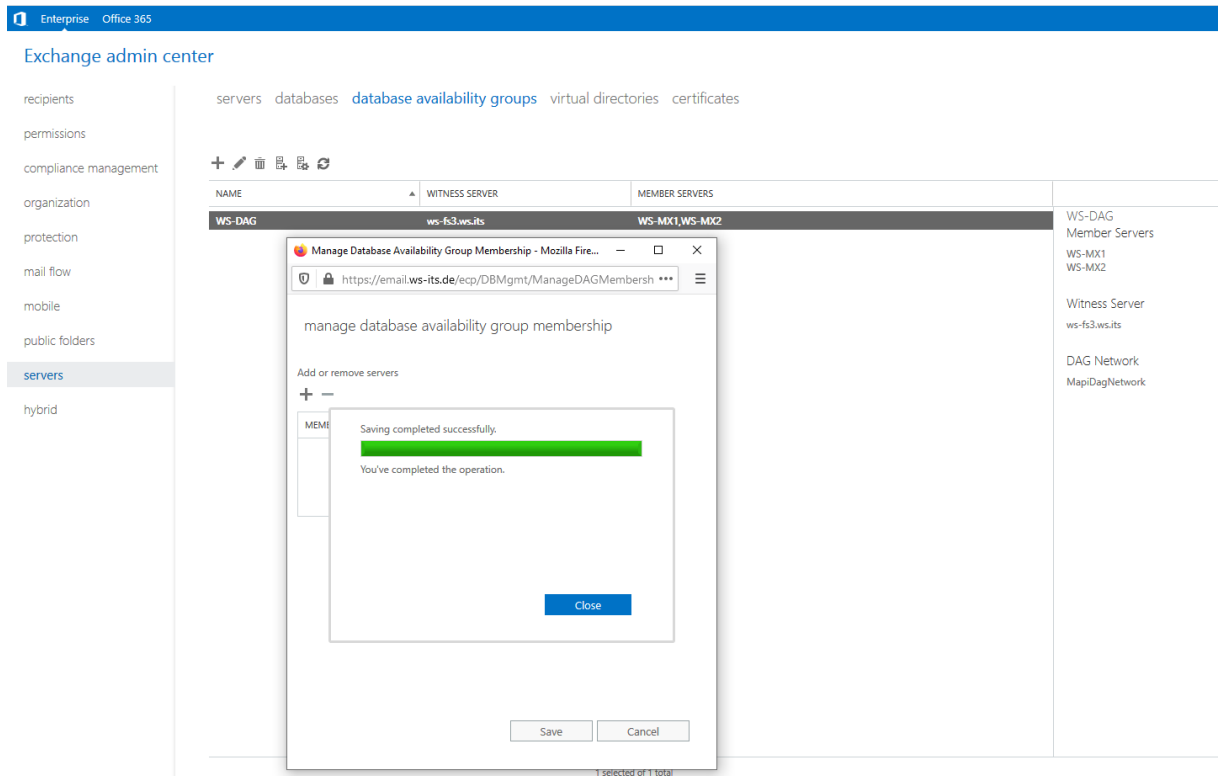 Enterprise Office 365
Exchange admin center
recipients
permissions
compliance management
organization
protection
mail flow
mobile
public folders
servers
hybrid
servers databases database availability groups virtual directories certificates
NAME WITNESS SERVER MEMBER SERVERS
WS-DAG ws-fs3.ws.its WS-MX1,WS-MX2
WS-DAG
Member Servers
WS-MX1
WS-MX2
Witness Server
ws-fs3.ws.its
DAG Network
MapiDagNetwork
Manage Database Availability Group Membership - Mozilla Fire...
https://email.ws-its.de/ecp/DBMgmt/ManageDAGMembersh
manage database availability group membership
Add or remove servers
MEME
Saving completed successfully.
You've completed the operation.
Close
Save Cancel
1 selected of 1 total